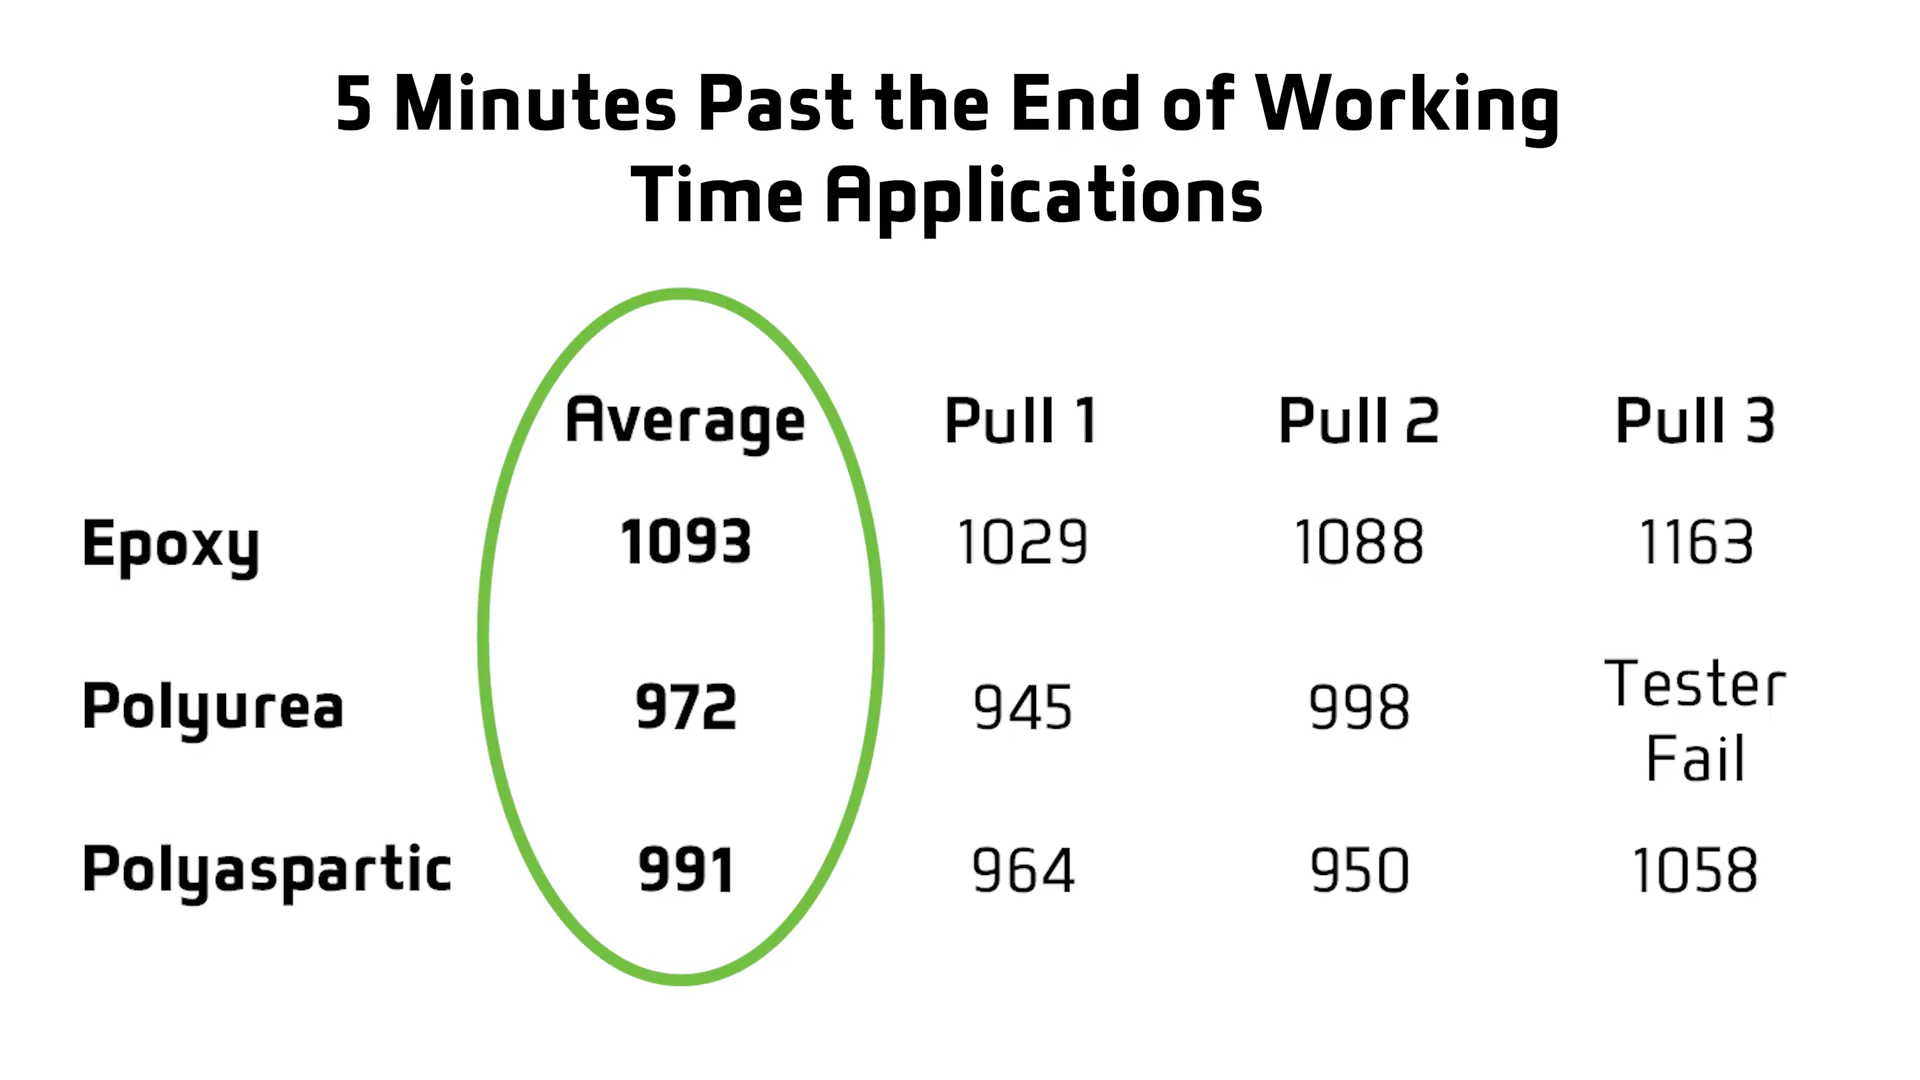 5 Minutes Past the End of Working
Time Applications
Average Pull 1 Pull 2 Pull 3
Epoxy 1093 1029 1088 1163
Polyurea 972 945 998 Tester
Fail
Polyaspartic 991 964 950 1058